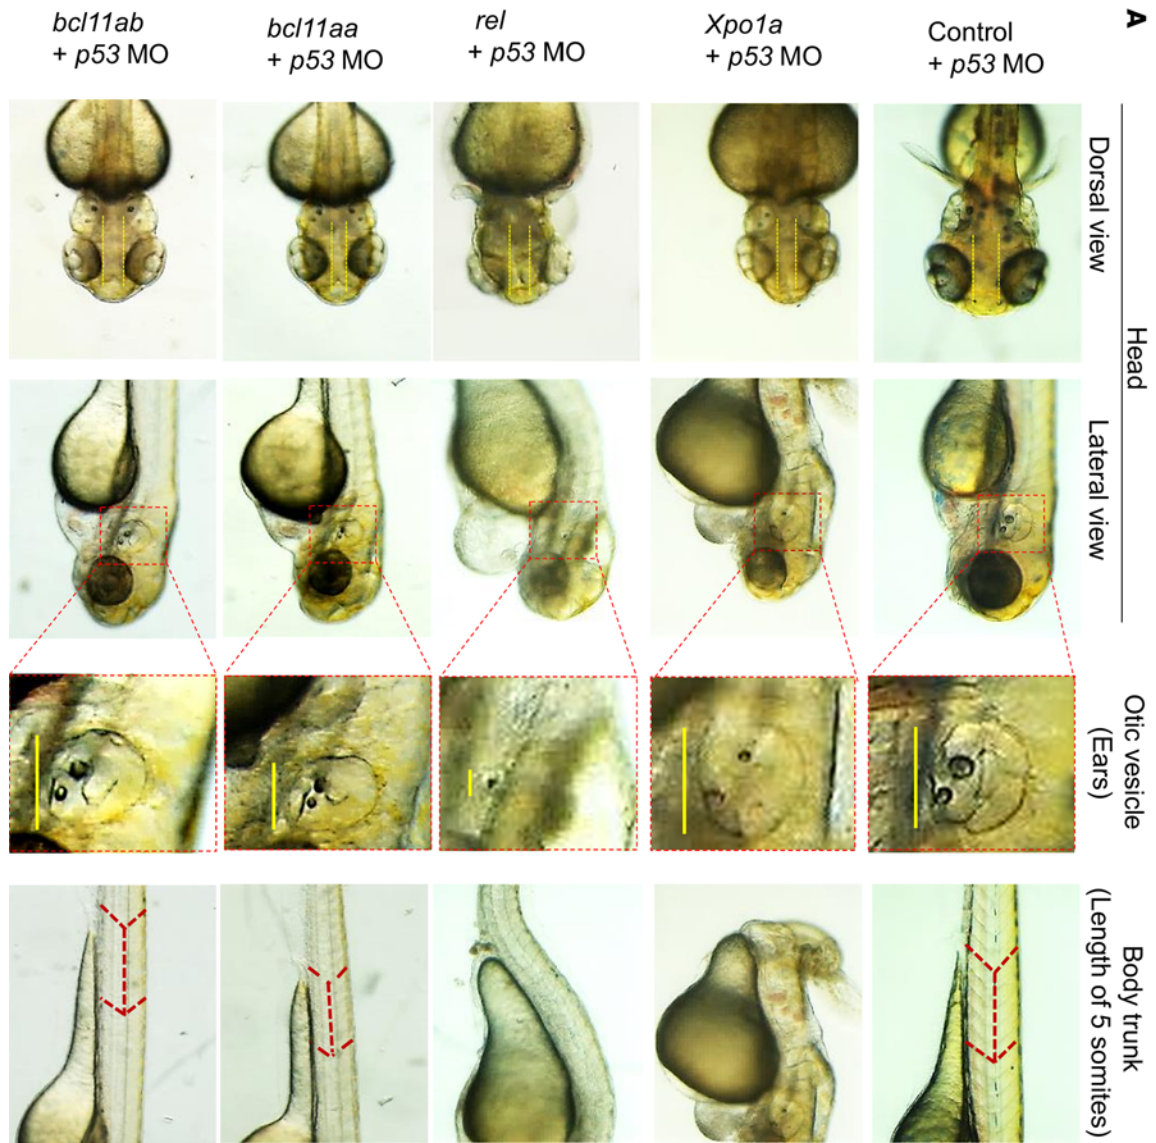 A
bcl11ab
+ p53 MO
bcl11aa
+ p53 MO
rel
+ p53 MO
Xpo1a
+ p53 MO
Control
+ p53 MO
Head
Dorsal view
Lateral view
Otic vesicle
(Ears)
Body trunk
(Length of 5 somites)